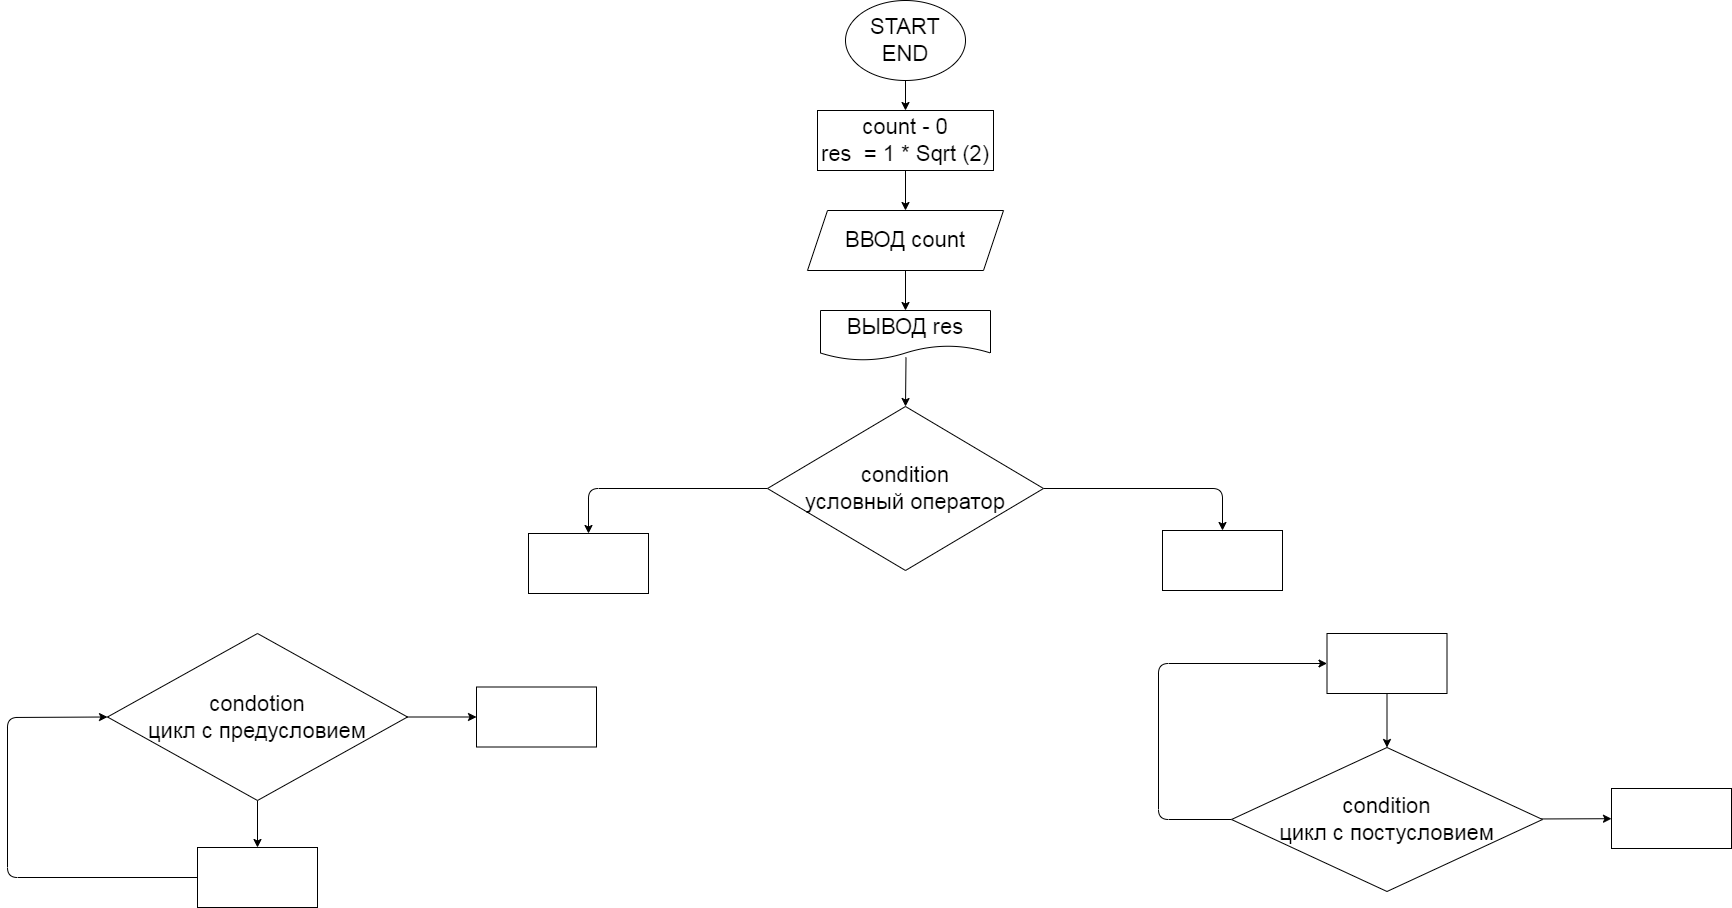 START
END
count - 0
res = 1 * Sqrt (2)
ВВОД count
ВЫВОД res
condition
условный оператор
condotion
цикл с предусловием
condition
цикл с постусловием